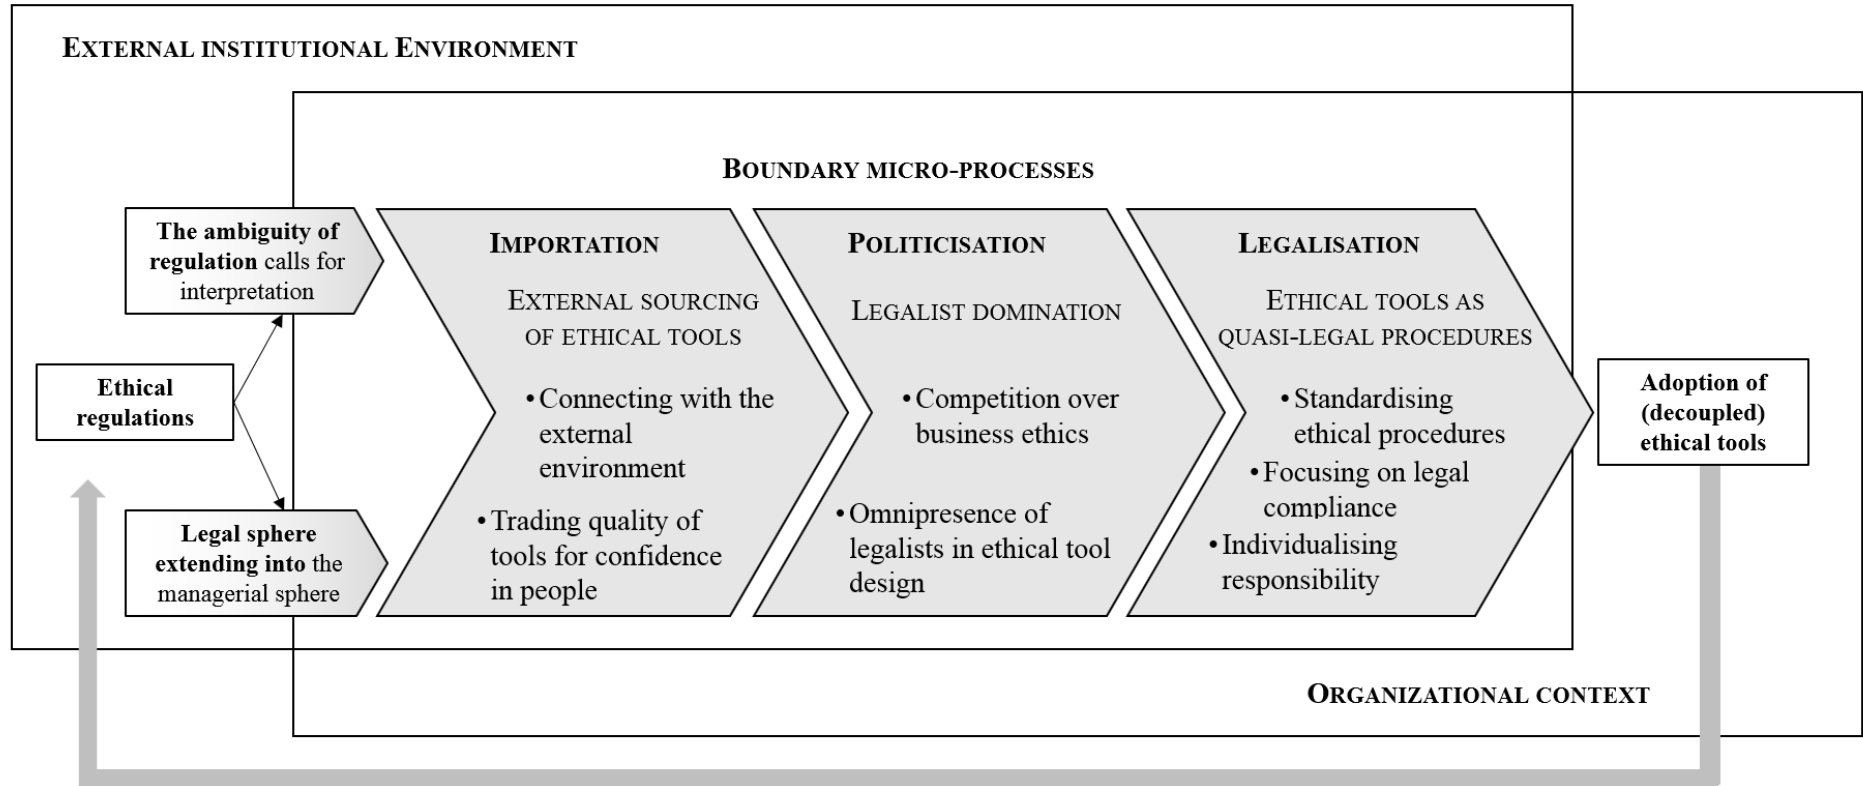 EXTERNAL INSTITUTIONAL ENVIRONMENT
BOUNDARY MICRO-PROCESSES
The ambiguity of
regulation calls for
interpretation
Ethical
regulations
Legal sphere
extending into the
managerial sphere
IMPORTATION
EXTERNAL SOURCING
OF ETHICAL TOOLS
• Connecting with the
external
environment
• Trading quality of
tools for confidence
in people
POLITICISATION
LEGALIST DOMINATION
• Competition over
business ethics
• Omnipresence of
legalists in ethical tool
design
LEGALISATION
ETHICAL TOOLS AS
QUASI-LEGAL PROCEDURES
• Standardising
ethical procedures
• Focusing on legal
compliance
• Individualising
responsibility
Adoption of
(decoupled)
ethical tools
ORGANIZATIONAL CONTEXT